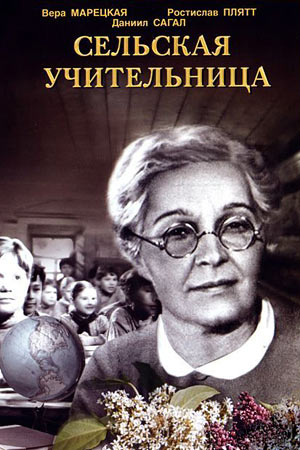 Вера МАРЕЦКАЯ Ростислав ПЛЯТТ
Даниил САГАЛ
СЕЛЬСКАЯ
УЧИТЕЛЬНИЦА